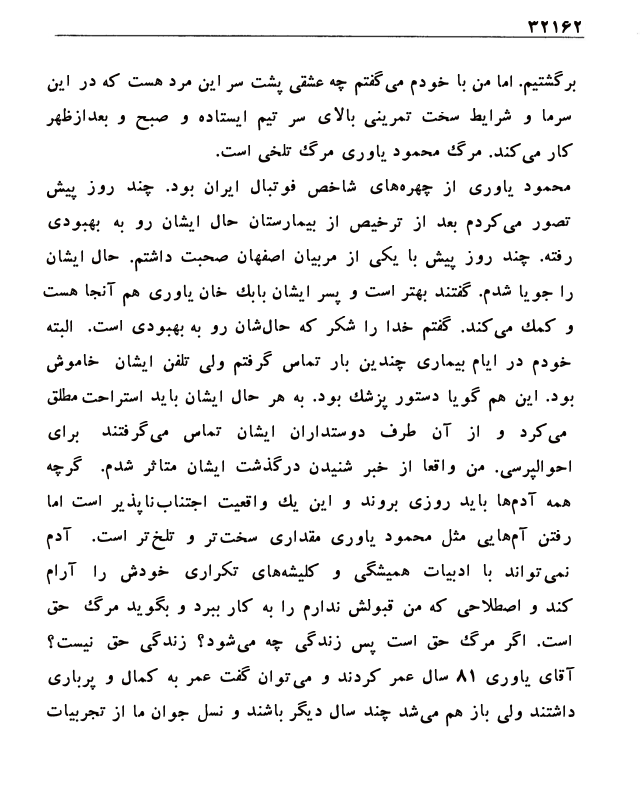 ۳۲۱۶۲
برگشتیم. اما من با خودم می‌گفتم چه عشقی پشت سر این مرد هست که در این
سرما و شرایط سخت تمرینی بالای سر تیم ایستاده و صبح و بعدازظهر
کار می‌کند. مرگ محمود یاوری مرگ تلخی است.
محمود یاوری از چهره‌های شاخص فوتبال ایران بود. چند روز پیش
تصور می‌کردم بعد از ترخیص از بیمارستان حال ایشان رو به بهبودی
رفته. چند روز پیش با یکی از مربیان اصفهان صحبت داشتم. حال ایشان
را جویا شدم. گفتند بهتر است و پسر ایشان بابک خان یاوری هم آنجا هست
و کمک می‌کند. گفتم خدا را شکر که حال‌شان رو به بهبودی است. البته
خودم در ایام بیماری چندین بار تماس گرفتم ولی تلفن ایشان خاموش
بود. این هم گویا دستور پزشک بود. به هر حال ایشان باید استراحت مطلق
می‌کرد و از آن طرف دوستداران ایشان تماس می‌گرفتند برای
احوالپرسی. من واقعا از خبر شنیدن درگذشت ایشان متاثر شدم. گرچه
همه آدم‌ها باید روزی بروند و این یک واقعیت اجتناب‌ناپذیر است اما
رفتن آم‌هایی مثل محمود یاوری مقداری سخت‌تر و تلخ‌تر است. آدم
نمی‌تواند با ادبیات همیشگی و کلیشه‌های تکراری خودش را آرام
کند و اصطلاحی که من قبولش ندارم را به کار ببرد و بگوید مرگ حق
است. اگر مرگ حق است پس زندگی چه می‌شود؟ زندگی حق نیست؟
آقای یاوری ۸۱ سال عمر کردند و می‌توان گفت عمر به کمال و پرباری
داشتند ولی باز هم می‌شد چند سال دیگر باشند و نسل جوان ما از تجربیات